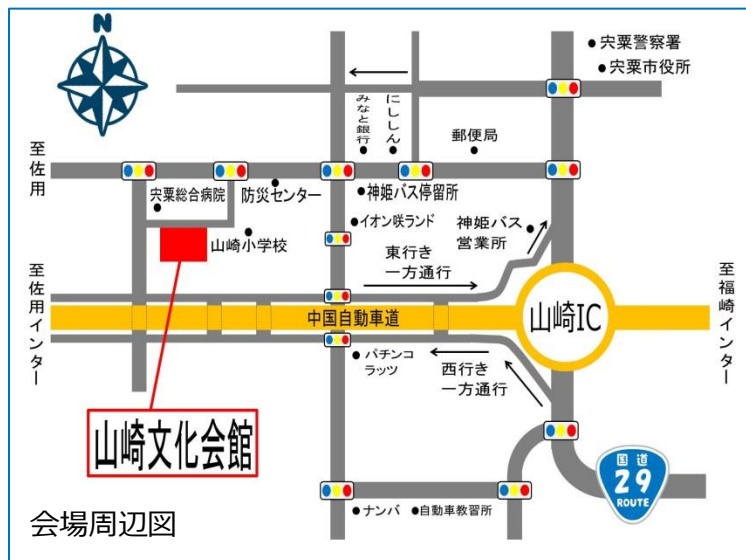 N
宍粟警察署
宍粟市役所
みなと銀行
にししん
郵便局
至佐用
宍粟総合病院
防災センター
神姫バス停留所
イオン咲ランド
山崎小学校
神姫バス
営業所
東行き
一方通行
至佐用インター
中国自動車道
山崎IC
至福崎インター
パチンコ
ラッツ
西行き
一方通行
山崎文化会館
国道
29
ROUTE
ナンバ
自動車教習所
会場周辺図